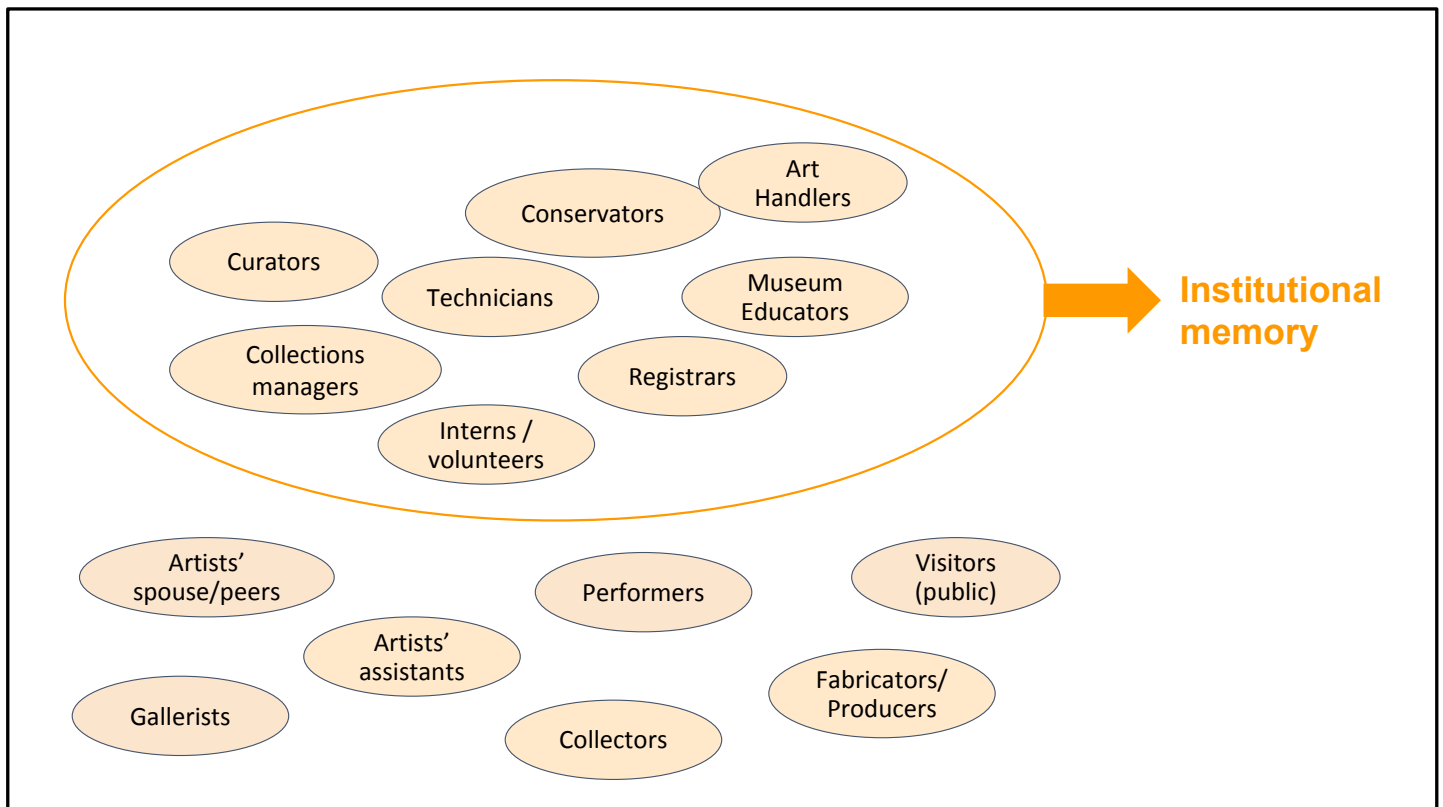 Art
Handlers
Conservators
Curators
Technicians
Museum
Educators
Institutional
memory
Collections
managers
Registrars
Interns /
volunteers
Artists’
spouse/peers
Performers
Visitors
(public)
Artists’
assistants
Fabricators/
Producers
Gallerists
Collectors